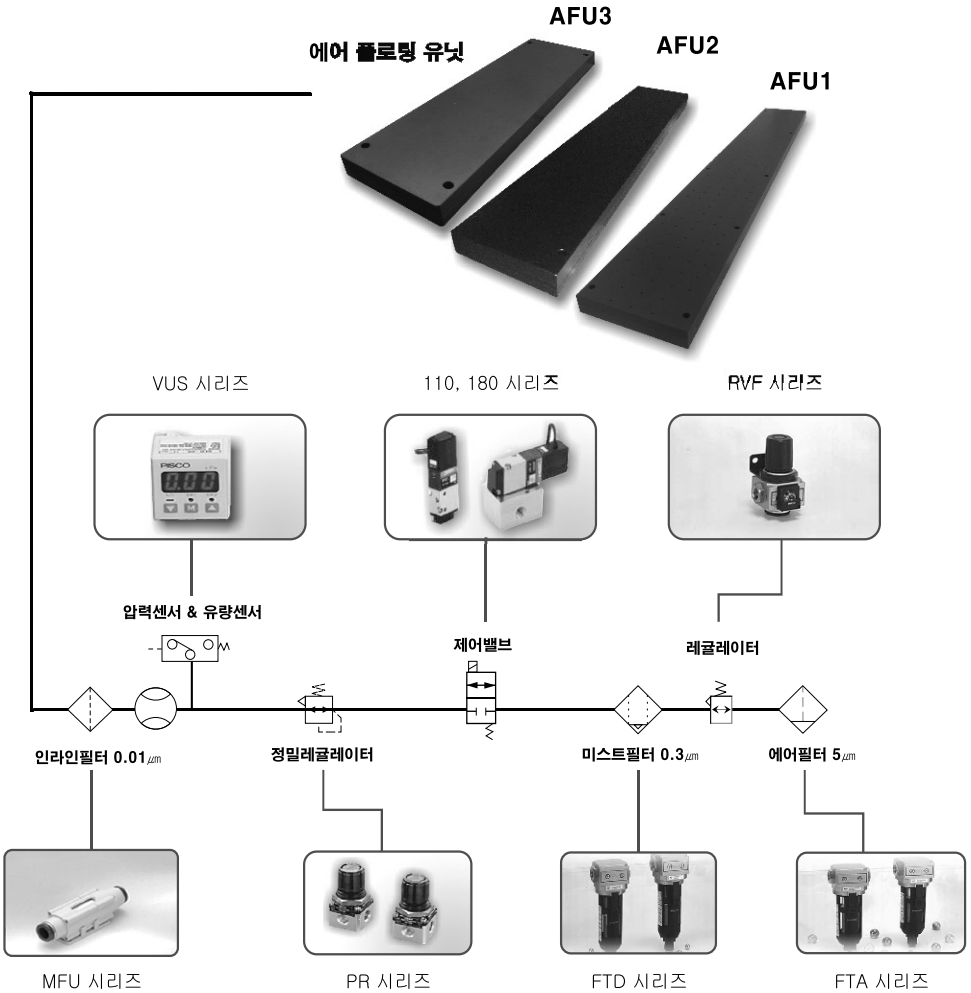 AFU3
에어 플로팅 유닛
AFU2
AFU1
VUS 시리즈
110, 180 시리즈
RVF 시리즈
PISCO
0.00
M
압력센서 & 유량센서
제어밸브
레귤레이터
인라인필터 0.01㎛
정밀레귤레이터
미스트필터 0.3㎛
에어필터 5㎛
MFU 시리즈
PR 시리즈
FTD 시리즈
FTA 시리즈